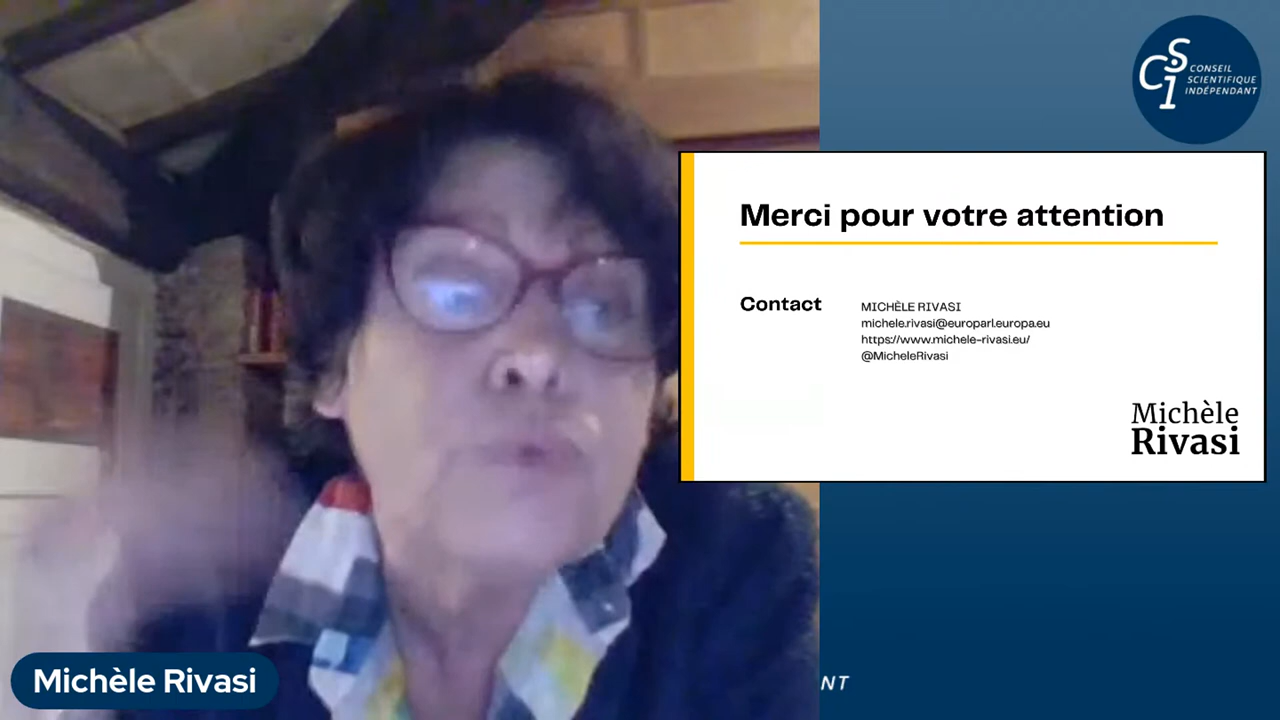 CSI
CONSEIL
SCIENTIFIQUE
INDÉPENDANT
Merci pour votre attention
Contact
MICHÈLE RIVASI
michele.rivasi@europarl.europa.eu
https://www.michele-rivasi.eu/
@MicheleRivasi
Michèle
Rivasi
Michèle Rivasi
NT